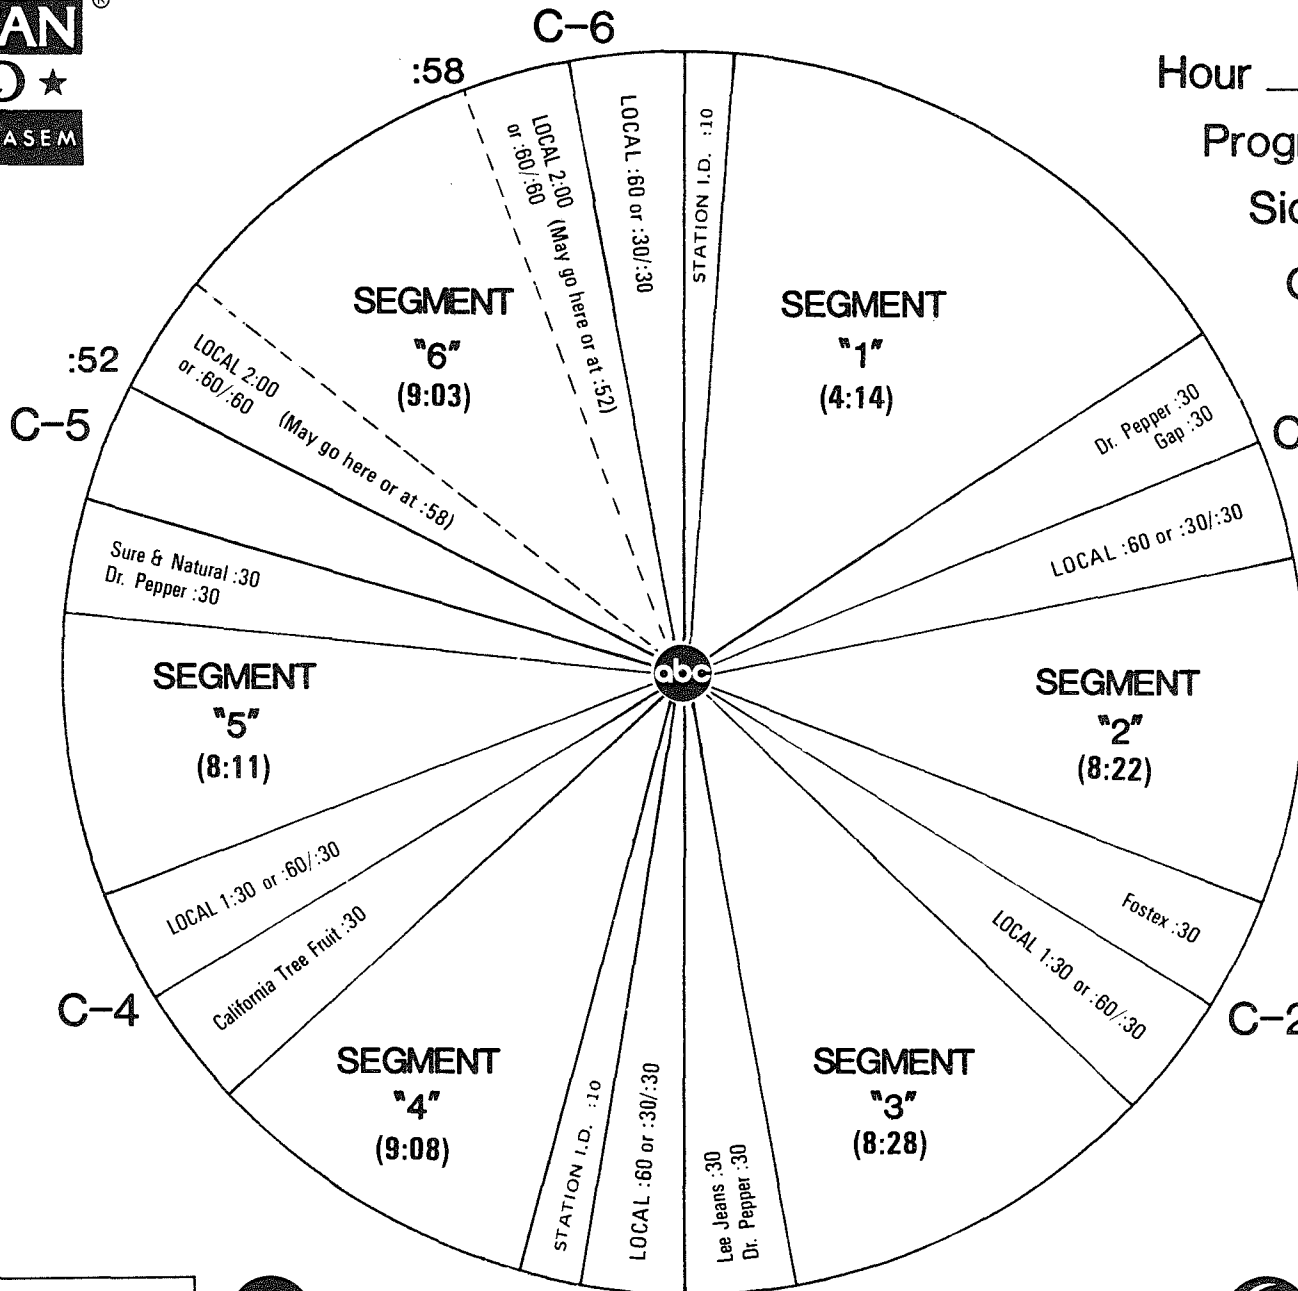 AN
®
ASEM
Hour
C-6
:58
LOCAL 2:00
or :60/:60
(May go here or at :52)
LOCAL :60 or :30/:30
STATION I.D. :10
SEGMENT
"1"
(4:14)
Dr. Pepper :30
Gap :30
LOCAL :60 or :30/:30
SEGMENT
"2"
(8:22)
Fostex :30
C-2
LOCAL 1:30 or :60/:30
SEGMENT
"3"
(8:28)
Lee Jeans :30
Dr. Pepper :30
LOCAL :60 or :30/:30
STATION I.D. :10
SEGMENT
"4"
(9:08)
California Tree Fruit :30
C-4
LOCAL 1:30 or :60/:30
SEGMENT
"5"
(8:11)
Sure & Natural :30
Dr. Pepper :30
C-5
:52
LOCAL 2:00
or :60/:60
(May go here or at :58)
SEGMENT
"6"
(9:03)
abc